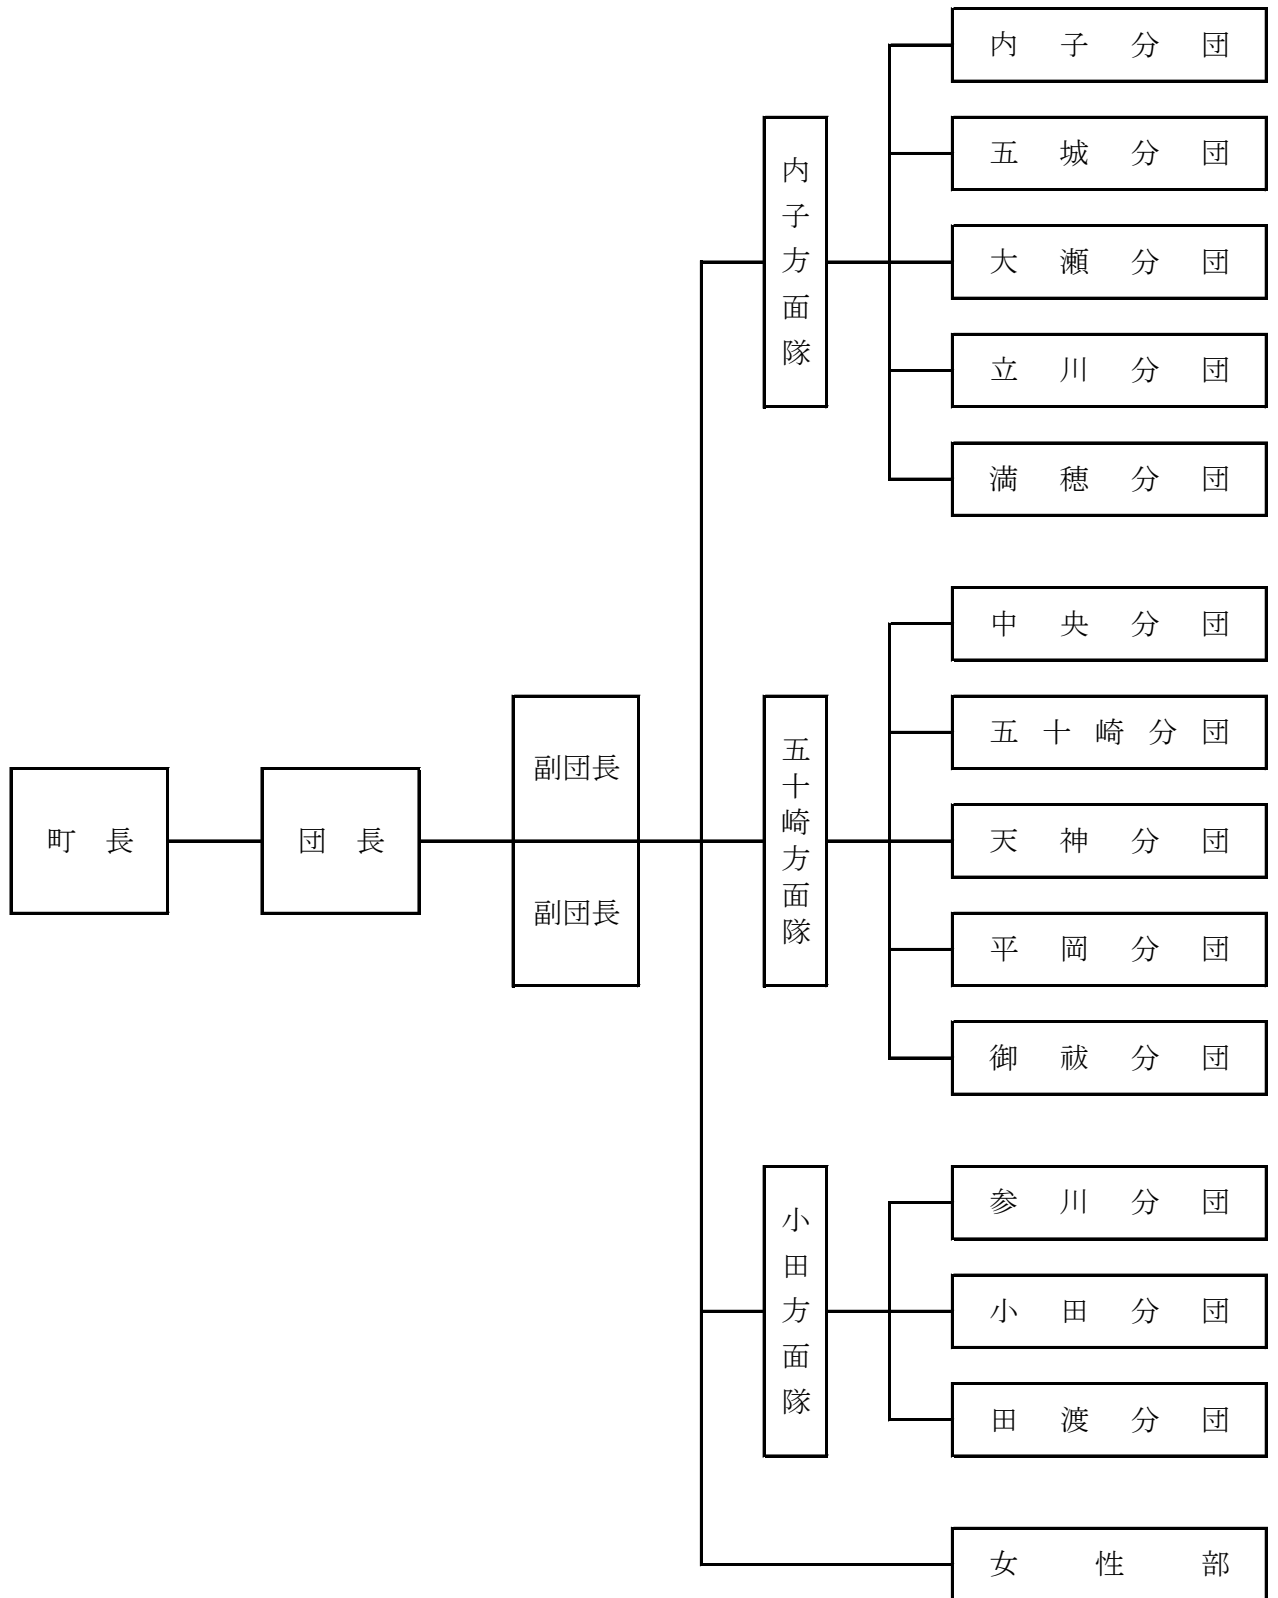 町長
団長
副団長
副団長
内子方面隊
内子分団
五城分団
大瀬分団
立川分団
満穂分団
五十崎方面隊
中央分団
五十崎分団
天神分団
平岡分団
御祓分団
小田方面隊
参川分団
小田分団
田渡分団
女性部